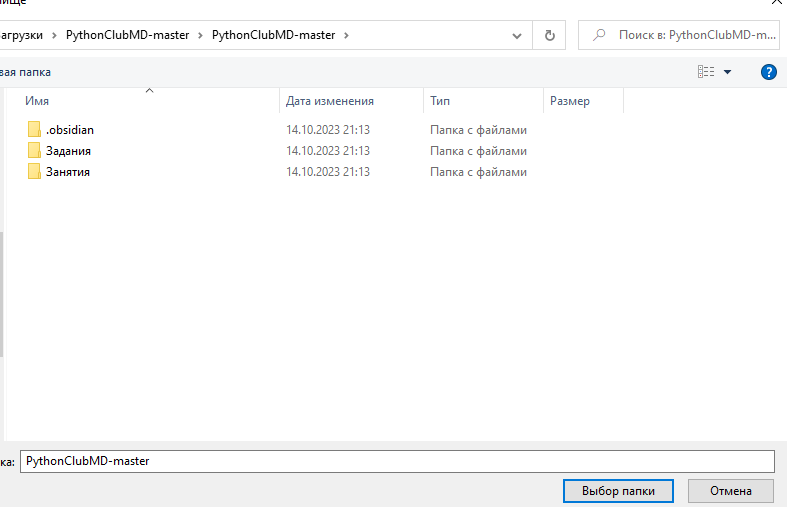 нище
агрузки > PythonClubMD-master > PythonClubMD-master >
Поиск в: PythonClubMD-m...
вая папка
Имя Дата изменения Тип Размер
.obsidian 14.10.2023 21:13 Папка с файлами
Задания 14.10.2023 21:13 Папка с файлами
Занятия 14.10.2023 21:13 Папка с файлами
ка: PythonClubMD-master
Выбор папки Отмена